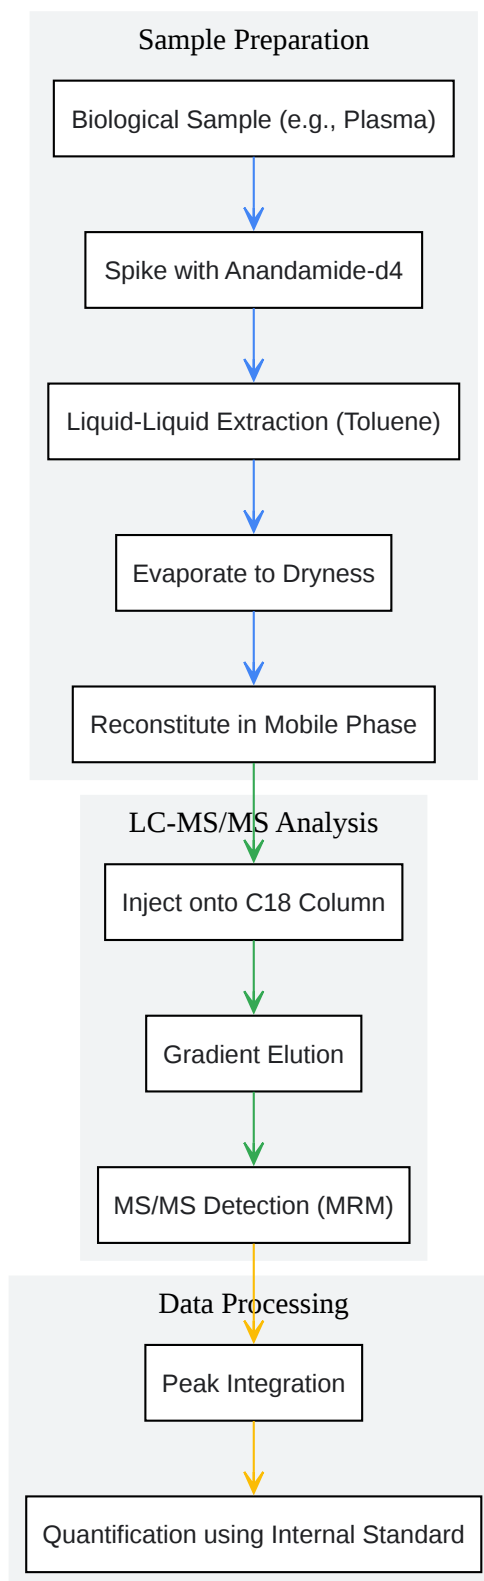 Sample Preparation
Biological Sample (e.g., Plasma)
Spike with Anandamide-d4
Liquid-Liquid Extraction (Toluene)
Evaporate to Dryness
Reconstitute in Mobile Phase
LC-MS/MS Analysis
Inject onto C18 Column
Gradient Elution
MS/MS Detection (MRM)
Data Processing
Peak Integration
Quantification using Internal Standard